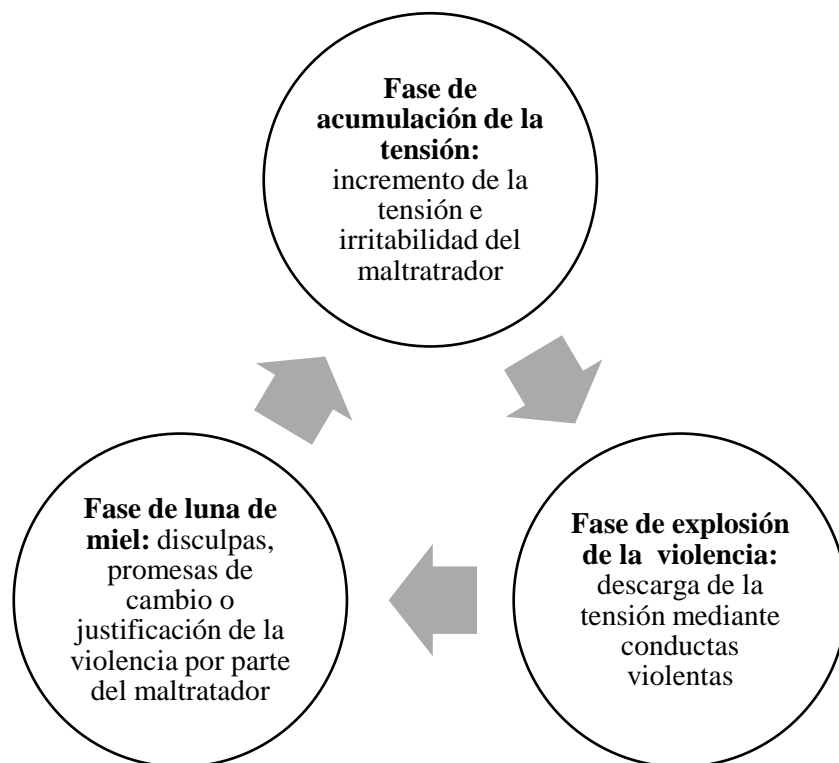 Fase de
acumulación de la
tensión:
incremento de la
tensión e
irritabilidad del
maltratrador
Fase de explosión
de la  violencia:
descarga de la
tensión mediante
conductas
violentas
Fase de luna de
miel: disculpas,
promesas de
cambio o
justificación de la
violencia por parte
del maltratador